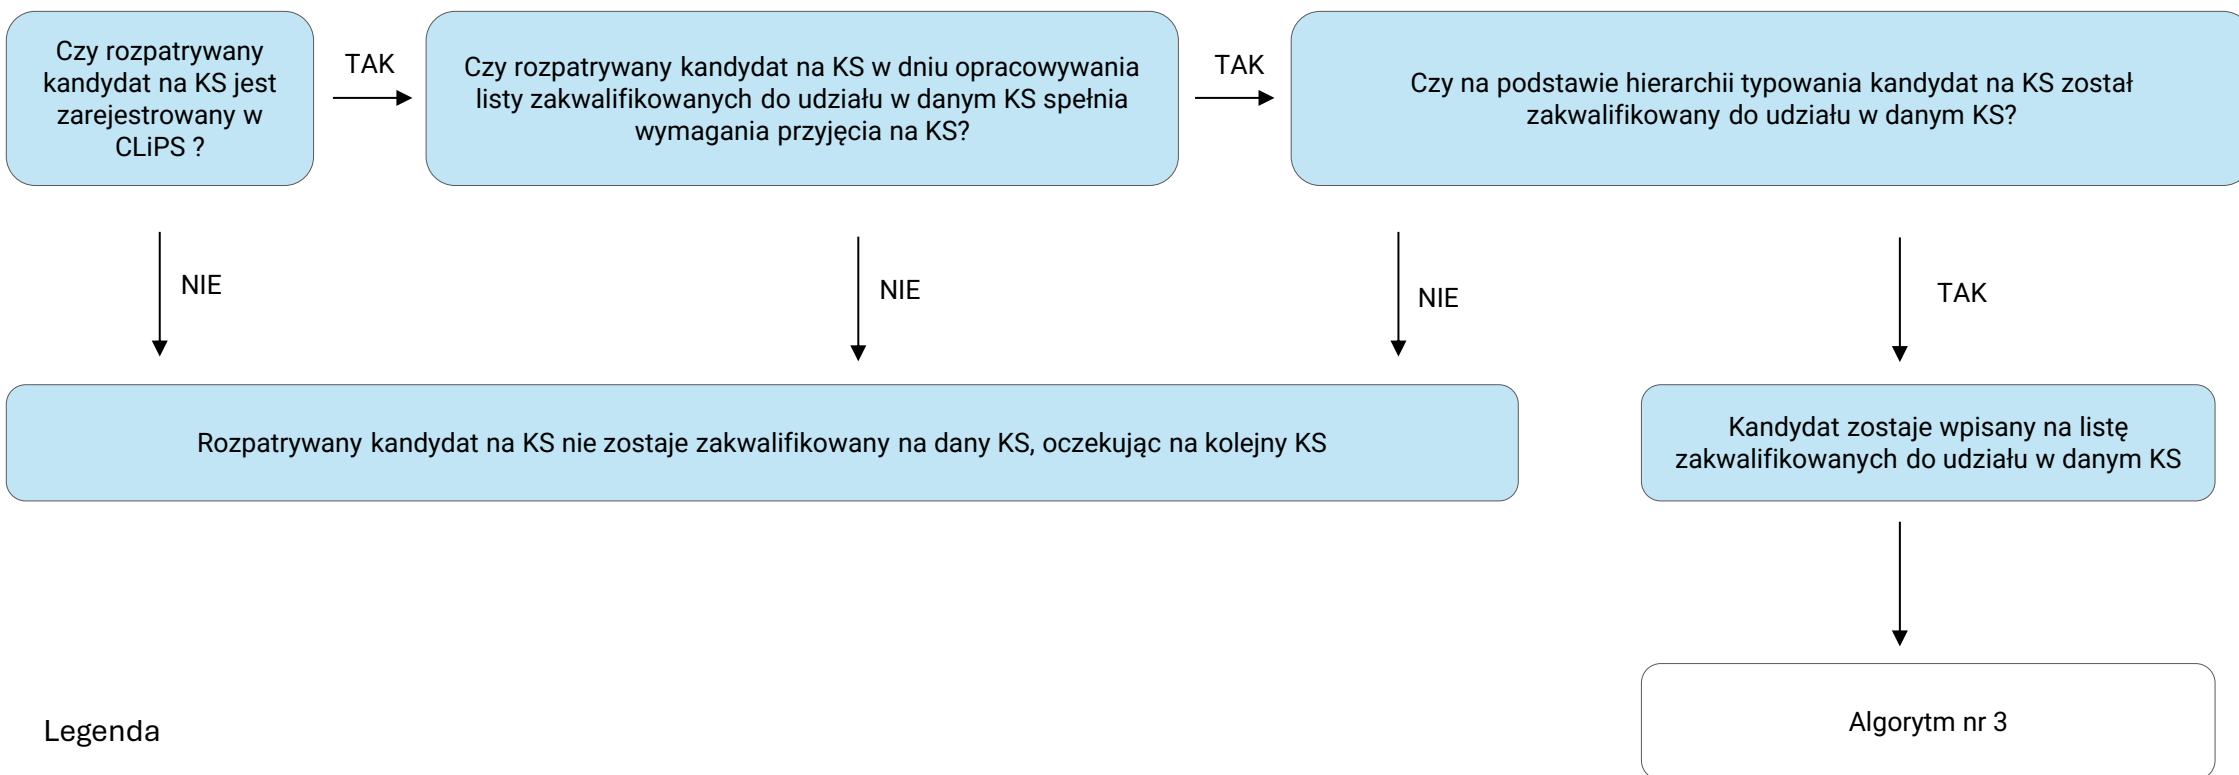 Czy rozpatrywany
kandydat na KS jest
zarejestrowany w
CLiPS ?
TAK
Czy rozpatrywany kandydat na KS w dniu opracowywania
listy zakwalifikowanych do udziału w danym KS spełnia
wymagania przyjęcia na KS?
TAK
Czy na podstawie hierarchii typowania kandydat na KS został
zakwalifikowany do udziału w danym KS?
NIE
NIE
NIE
TAK
Rozpatrywany kandydat na KS nie zostaje zakwalifikowany na dany KS, oczekując na kolejny KS
Kandydat zostaje wpisany na listę
zakwalifikowanych do udziału w danym KS
Algorytm nr 3
Legenda